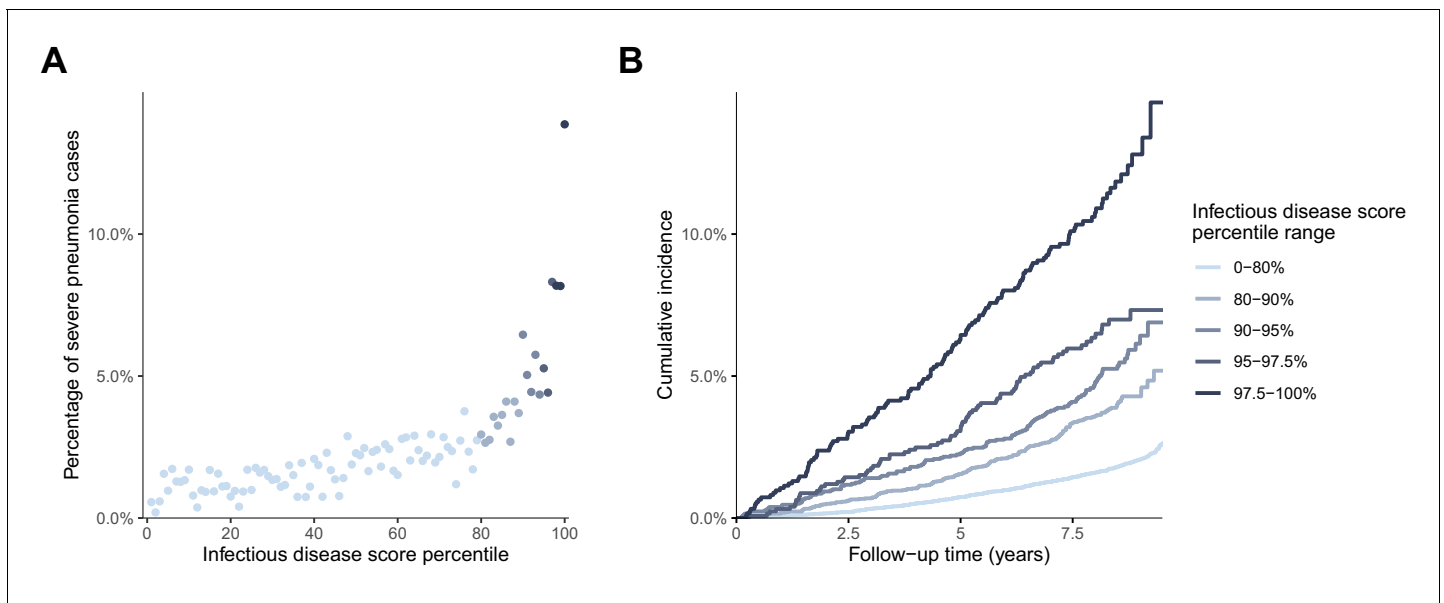 A
B
Percentage of severe pneumonia cases
10.0%
5.0%
0.0%
0
20
40
60
80
100
Infectious disease score percentile
Cumulative incidence
10.0%
5.0%
0.0%
0
2.5
5
7.5
Follow−up time (years)
Infectious disease score
percentile range
0−80%
80−90%
90−95%
95−97.5%
97.5−100%